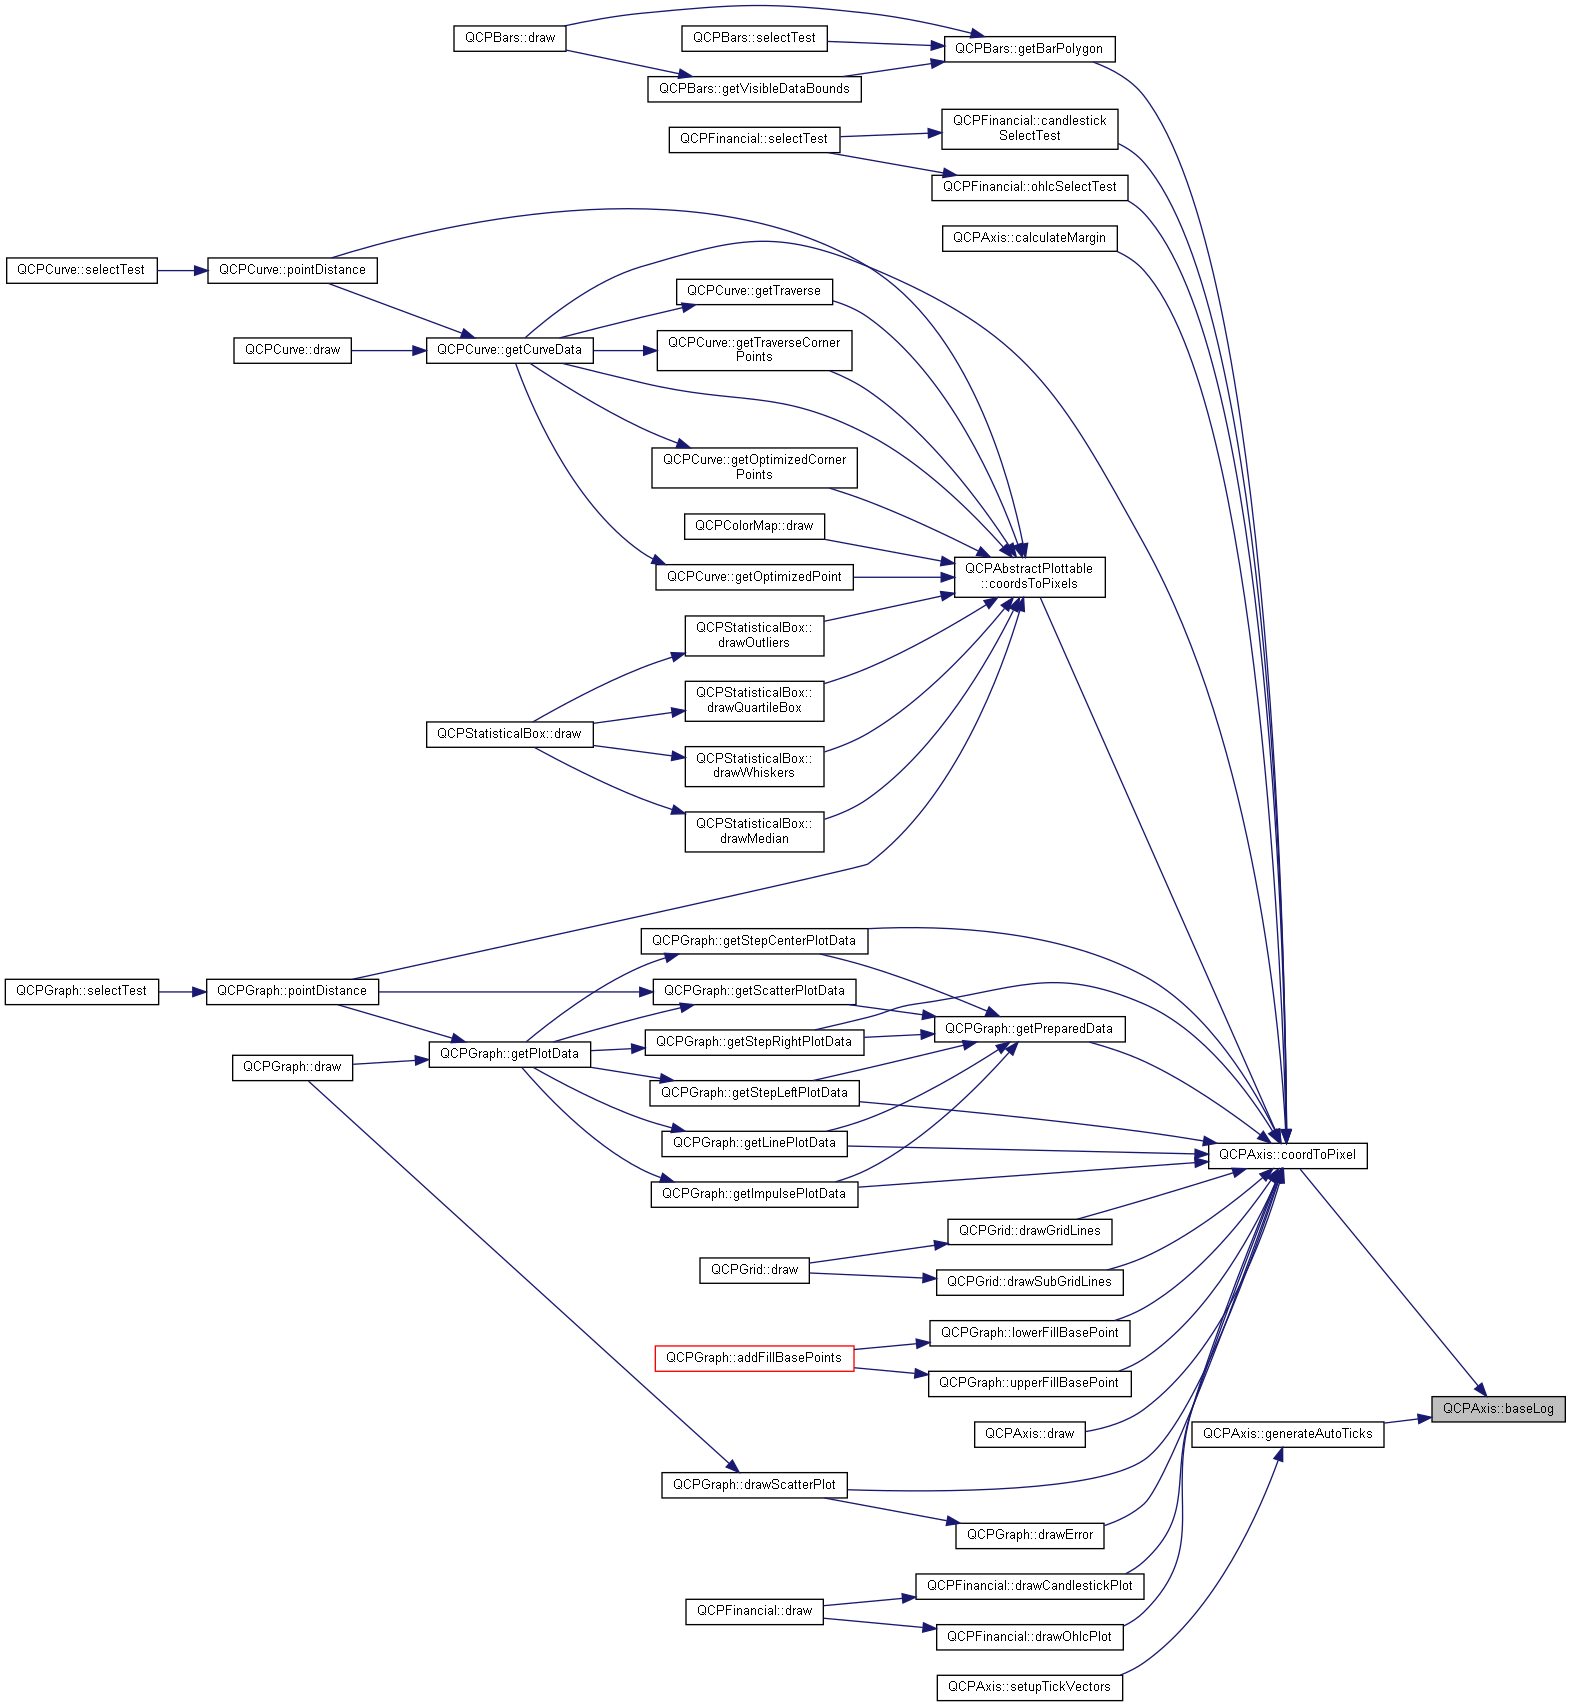 QCPBars::draw
QCPBars::selectTest
QCPBars::getBarPolygon
QCPBars::getVisibleDataBounds
QCPFinancial::candlestick
SelectTest
QCPFinancial::selectTest
QCPFinancial::ohlcSelectTest
QCPAxis::calculateMargin
QCPCurve::selectTest
QCPCurve::pointDistance
QCPCurve::getTraverse
QCPCurve::draw
QCPCurve::getCurveData
QCPCurve::getTraverseCorner
Points
QCPCurve::getOptimizedCorner
Points
QCPColorMap::draw
QCPCurve::getOptimizedPoint
QCPAbstractPlottable
::coordsToPixels
QCPStatisticalBox::
drawOutliers
QCPStatisticalBox::
drawQuartileBox
QCPStatisticalBox::draw
QCPStatisticalBox::
drawWhiskers
QCPStatisticalBox::
drawMedian
QCPGraph::getStepCenterPlotData
QCPGraph::selectTest
QCPGraph::pointDistance
QCPGraph::getScatterPlotData
QCPGraph::getPreparedData
QCPGraph::getStepRightPlotData
QCPGraph::draw
QCPGraph::getPlotData
QCPGraph::getStepLeftPlotData
QCPGraph::getLinePlotData
QCPAxis::coordToPixel
QCPGraph::getImpulsePlotData
QCPGrid::drawGridLines
QCPGrid::draw
QCPGrid::drawSubGridLines
QCPGraph::lowerFillBasePoint
QCPGraph::addFillBasePoints
QCPGraph::upperFillBasePoint
QCPAxis::baseLog
QCPAxis::draw
QCPAxis::generateAutoTicks
QCPGraph::drawScatterPlot
QCPGraph::drawError
QCPFinancial::drawCandlestickPlot
QCPFinancial::draw
QCPFinancial::drawOhlcPlot
QCPAxis::setupTickVectors